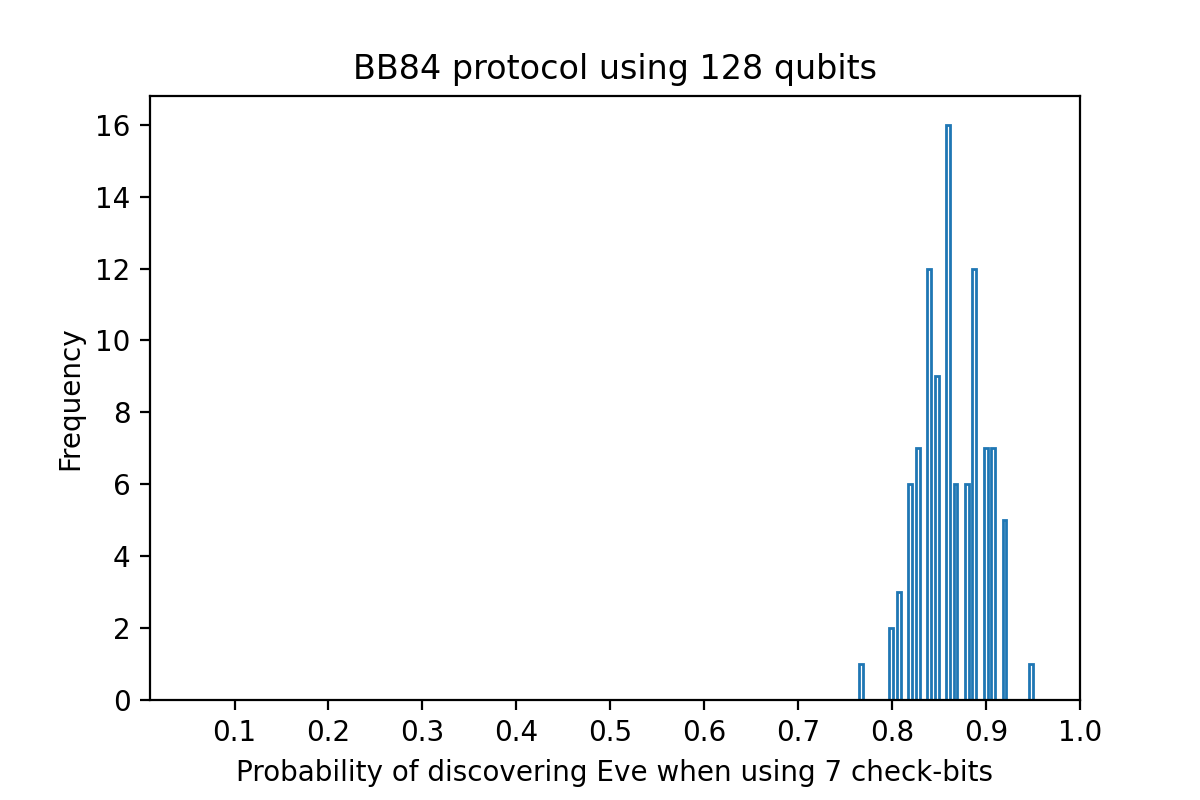 BB84 protocol using 128 qubits
16
14
12
10
8
6
4
2
0
Frequency
0.1 0.2 0.3 0.4 0.5 0.6 0.7 0.8 0.9 1.0
Probability of discovering Eve when using 7 check-bits